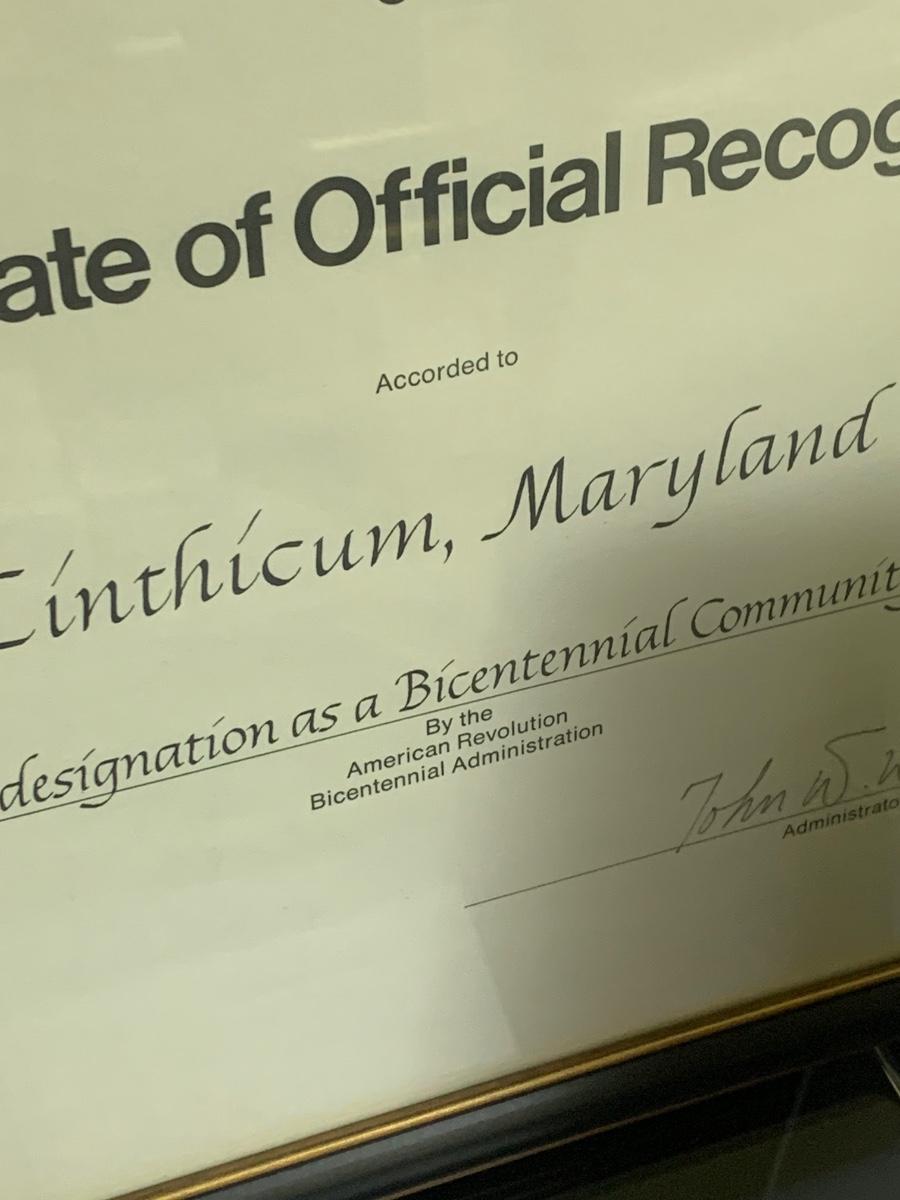 ate of Official Recog
Accorded to
Linthicum, Maryland
designation as a Bicentennial Communit
By the
American Revolution
Bicentennial Administration
John W. W
Administrato